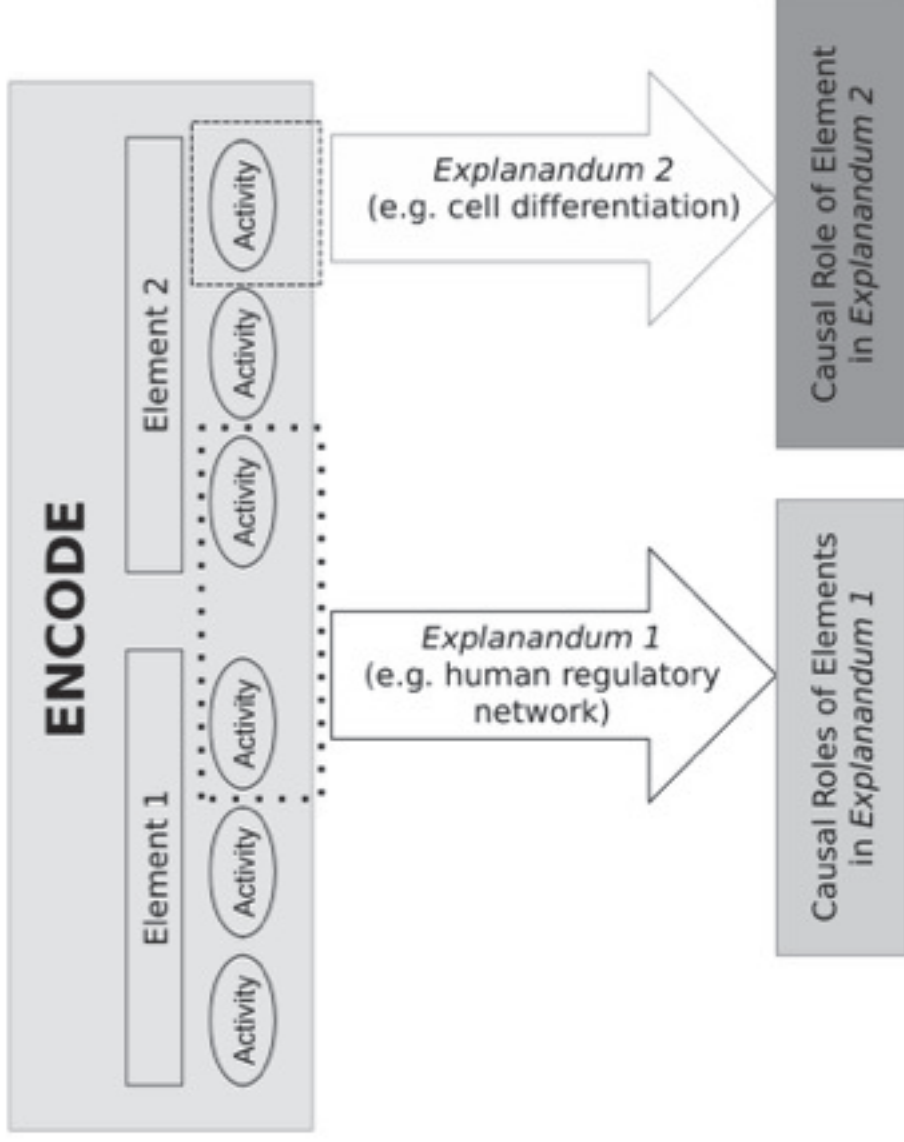 ENCODE
Element 1
Element 2
Activity
Activity
Activity
Activity
Activity
Activity
Explanandum 1
(e.g. human regulatory
network)
Explanandum 2
(e.g. cell differentiation)
Causal Roles of Elements
in Explanandum 1
Causal Role of Element
in Explanandum 2